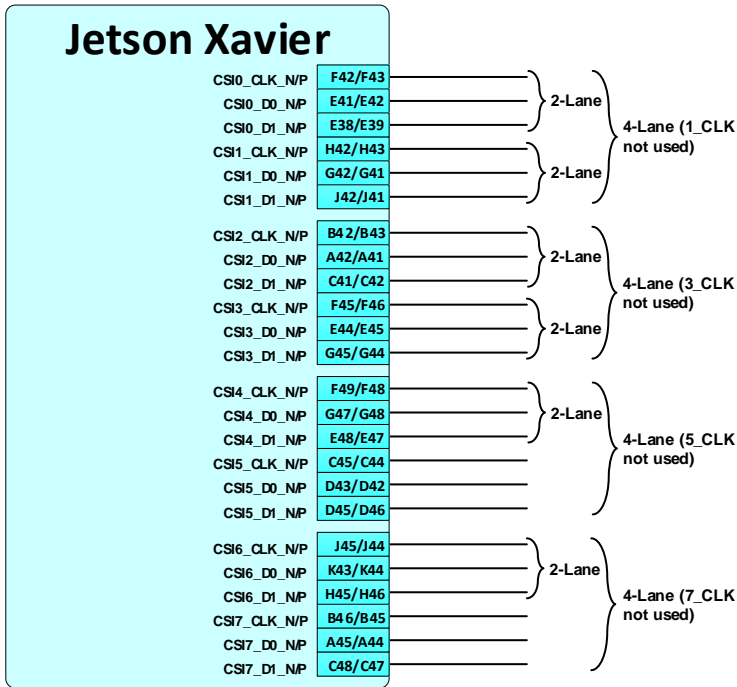 Jetson Xavier
CSI0_CLK_N/P F42/F43
CSI0_D0_N/P E41/E42 2-Lane
CSI0_D1_N/P E38/E39
4-Lane (1_CLK
not used)
CSI1_CLK_N/P H42/H43
CSI1_D0_N/P G42/G41 2-Lane
CSI1_D1_N/P J42/J41
CSI2_CLK_N/P B42/B43
CSI2_D0_N/P A42/A41 2-Lane
CSI2_D1_N/P C41/C42
4-Lane (3_CLK
not used)
CSI3_CLK_N/P F45/F46
CSI3_D0_N/P E44/E45 2-Lane
CSI3_D1_N/P G45/G44
CSI4_CLK_N/P F49/F48
CSI4_D0_N/P G47/G48 2-Lane
CSI4_D1_N/P E48/E47
4-Lane (5_CLK
not used)
CSI5_CLK_N/P C45/C44
CSI5_D0_N/P D43/D42
CSI5_D1_N/P D45/D46
CSI6_CLK_N/P J45/J44
CSI6_D0_N/P K43/K44 2-Lane
CSI6_D1_N/P H45/H46
4-Lane (7_CLK
not used)
CSI7_CLK_N/P B46/B45
CSI7_D0_N/P A45/A44
CSI7_D1_N/P C48/C47